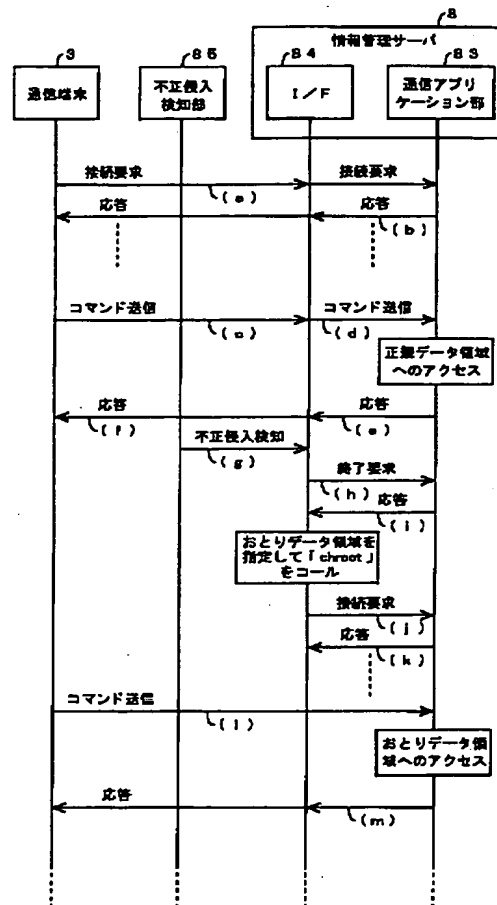 8
情報管理サーバ
3
85
84
83
通信端末
不正侵入
検知部
I/F
通信アプリ
ケーション部
接続要求
接続要求
(a)
応答
応答
(b)
コマンド送信
コマンド送信
(c)
(d)
正規データ領域
へのアクセス
応答
応答
(f)
(e)
不正侵入検知
(g)
終了要求
(h)
応答
(i)
おとりデータ領域を
指定して「chroot」
をコール
接続要求
(j)
応答
(k)
コマンド送信
(l)
おとりデータ領
域へのアクセス
応答
(m)